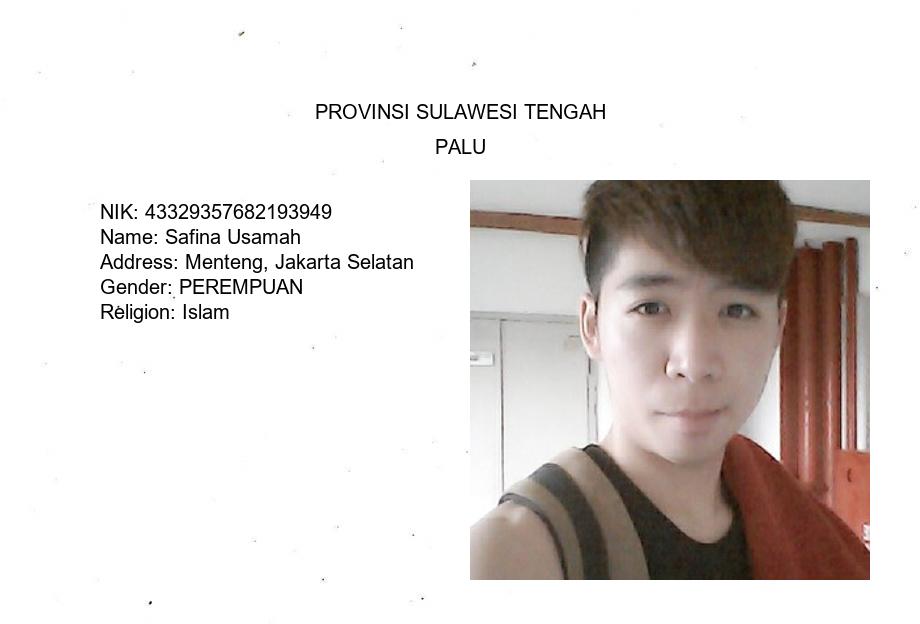 PROVINSI SULAWESI TENGAH
PALU
NIK: 43329357682193949
Name: Safina Usamah
Address: Menteng, Jakarta Selatan
Gender: PEREMPUAN
Religion: Islam